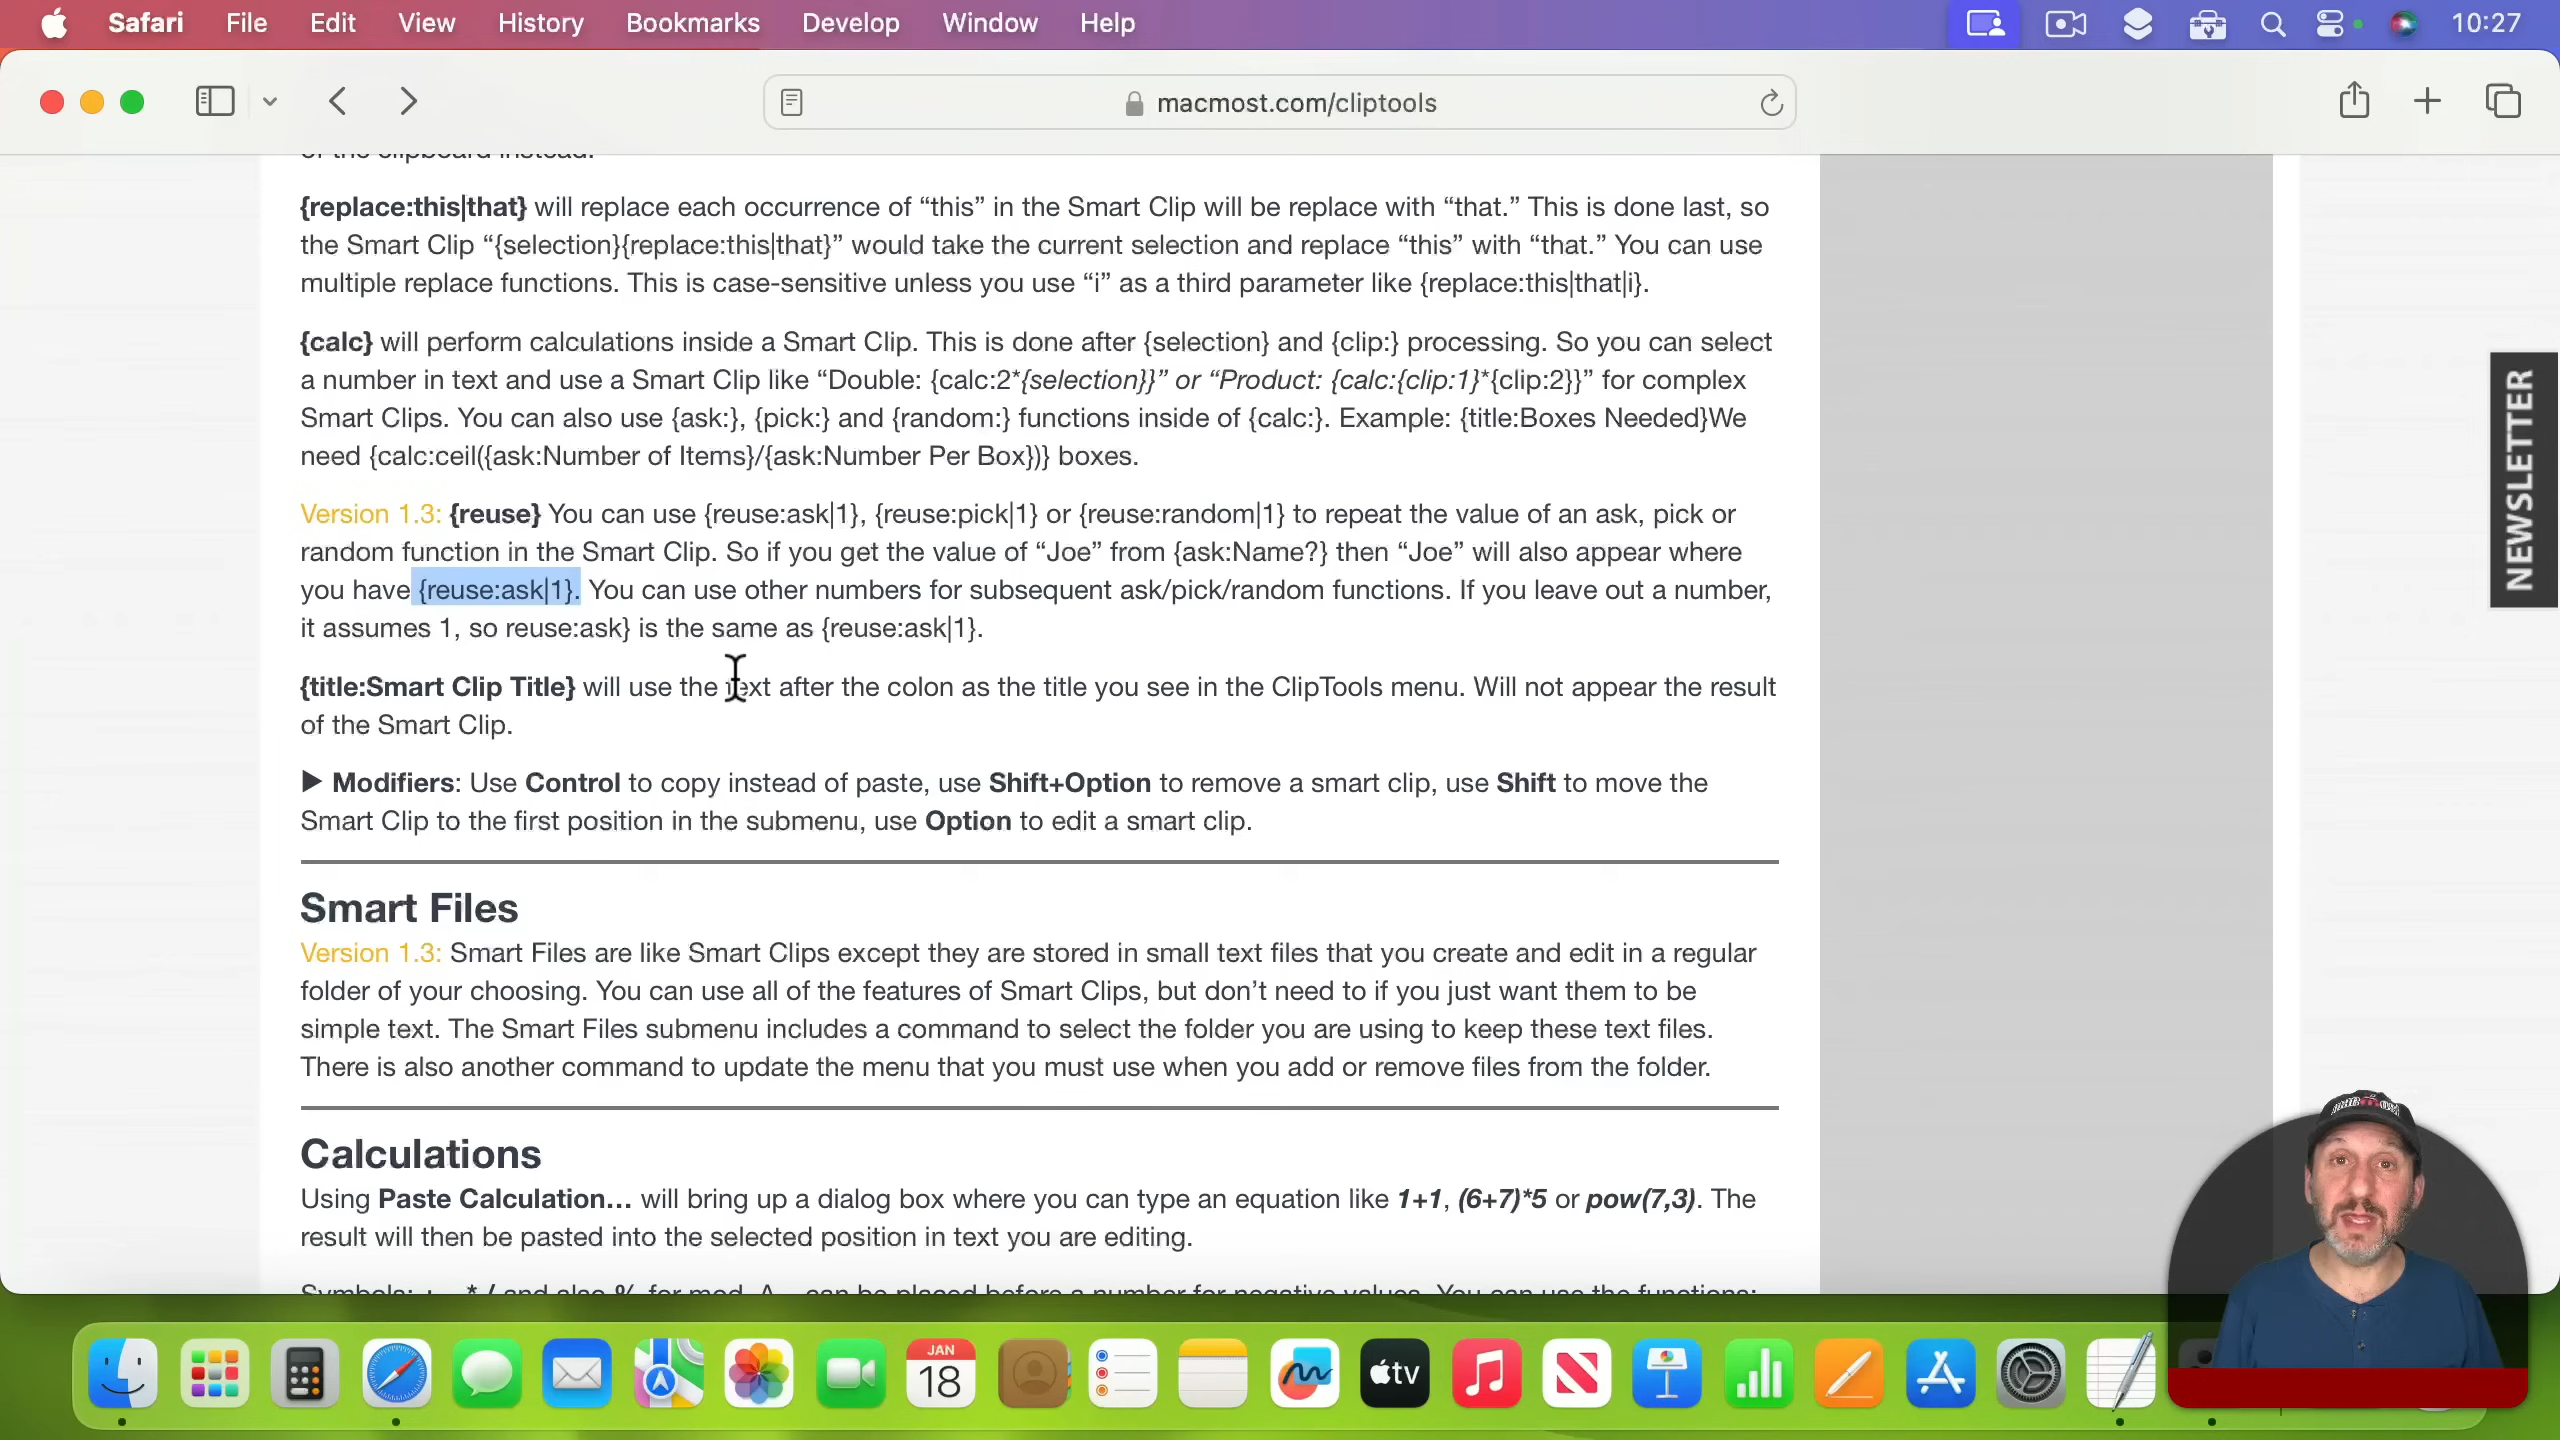 Safari File Edit View History Bookmarks Develop Window Help 10:27
macmost.com/cliptools
of the clipboard instead.
{replace:this|that} will replace each occurrence of “this” in the Smart Clip will be replace with “that.” This is done last, so
the Smart Clip “{selection}{replace:this|that}” would take the current selection and replace “this” with “that.” You can use
multiple replace functions. This is case-sensitive unless you use “i” as a third parameter like {replace:this|that|i}.
{calc} will perform calculations inside a Smart Clip. This is done after {selection} and {clip:} processing. So you can select
a number in text and use a Smart Clip like “Double: {calc:2*{selection}}” or “Product: {calc:{clip:1}*{clip:2}}” for complex
Smart Clips. You can also use {ask:}, {pick:} and {random:} functions inside of {calc:}. Example: {title:Boxes Needed}We
need {calc:ceil({ask:Number of Items}/{ask:Number Per Box})} boxes.
Version 1.3: {reuse} You can use {reuse:ask|1}, {reuse:pick|1} or {reuse:random|1} to repeat the value of an ask, pick or
random function in the Smart Clip. So if you get the value of “Joe” from {ask:Name?} then “Joe” will also appear where
you have {reuse:ask|1}. You can use other numbers for subsequent ask/pick/random functions. If you leave out a number,
it assumes 1, so reuse:ask} is the same as {reuse:ask|1}.
{title:Smart Clip Title} will use the text after the colon as the title you see in the ClipTools menu. Will not appear the result
of the Smart Clip.
▶ Modifiers: Use Control to copy instead of paste, use Shift+Option to remove a smart clip, use Shift to move the
Smart Clip to the first position in the submenu, use Option to edit a smart clip.
Smart Files
Version 1.3: Smart Files are like Smart Clips except they are stored in small text files that you create and edit in a regular
folder of your choosing. You can use all of the features of Smart Clips, but don’t need to if you just want them to be
simple text. The Smart Files submenu includes a command to select the folder you are using to keep these text files.
There is also another command to update the menu that you must use when you add or remove files from the folder.
Calculations
Using Paste Calculation... will bring up a dialog box where you can type an equation like 1+1, (6+7)*5 or pow(7,3). The
result will then be pasted into the selected position in text you are editing.
and also % for mod. A can be placed before a number for negative values. You can use the functions:
NEWSLETTER
JAN
18
tv